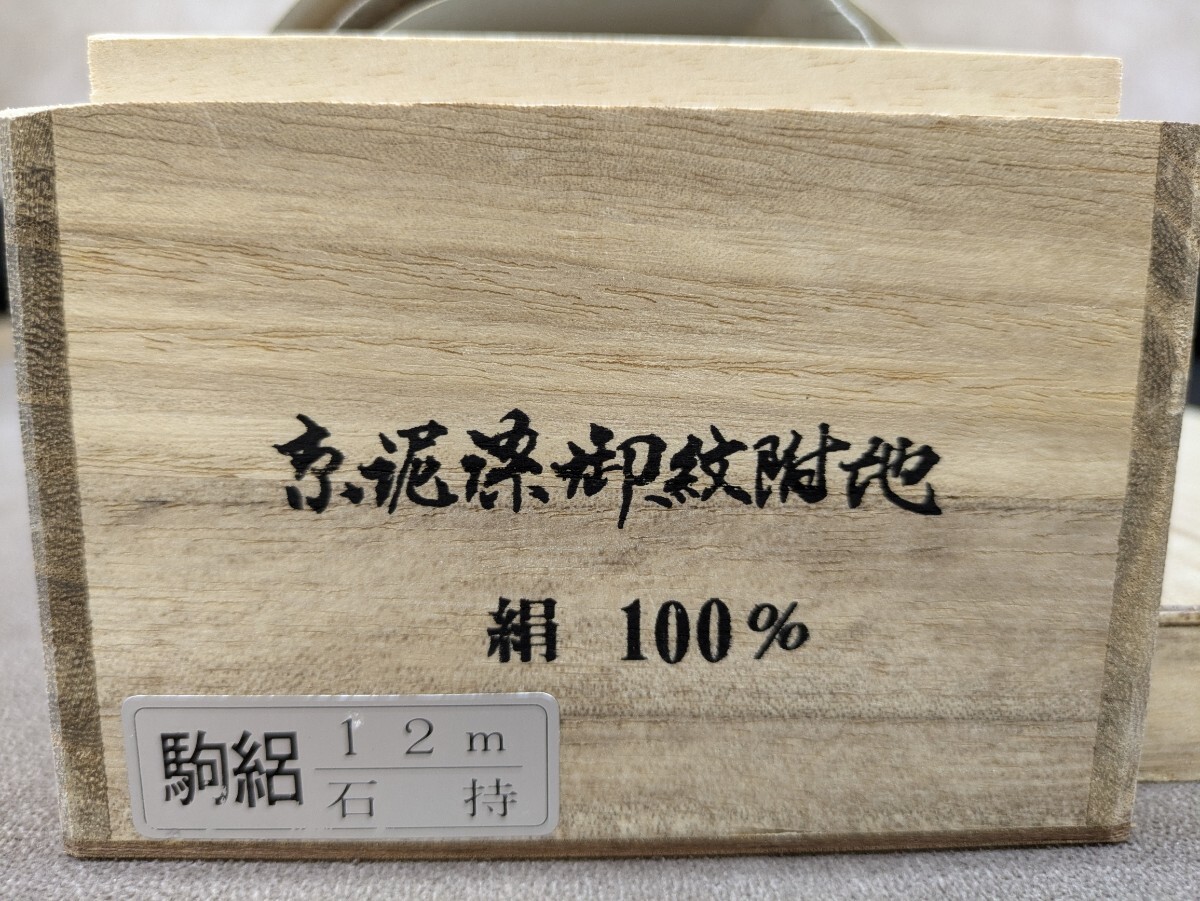 京泥染御紋附地
絹 100%
駒絽 12m
石 持